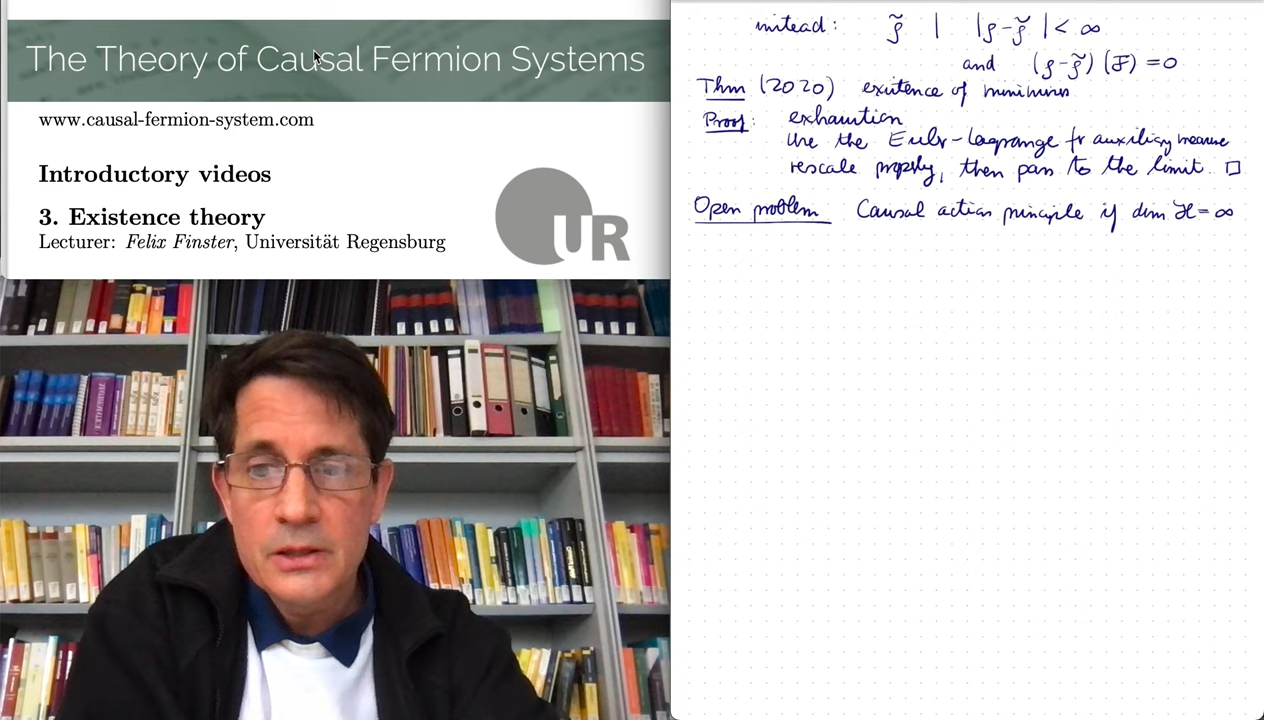 The Theory of Causal Fermion Systems
www.causal-fermion-system.com
Introductory videos
3. Existence theory
Lecturer: Felix Finster, Universität Regensburg
UR
instead: ρ̃ | |ρ-ρ̃| < ∞
and (ρ-ρ̃)(F) = 0
Thm (2020) existence of minimizers
Proof: exhaustion
Use the Euler-Lagrange for auxiliary measure
rescale properly, then pass to the limit. □
Open problem Causal action principle if dim H = ∞